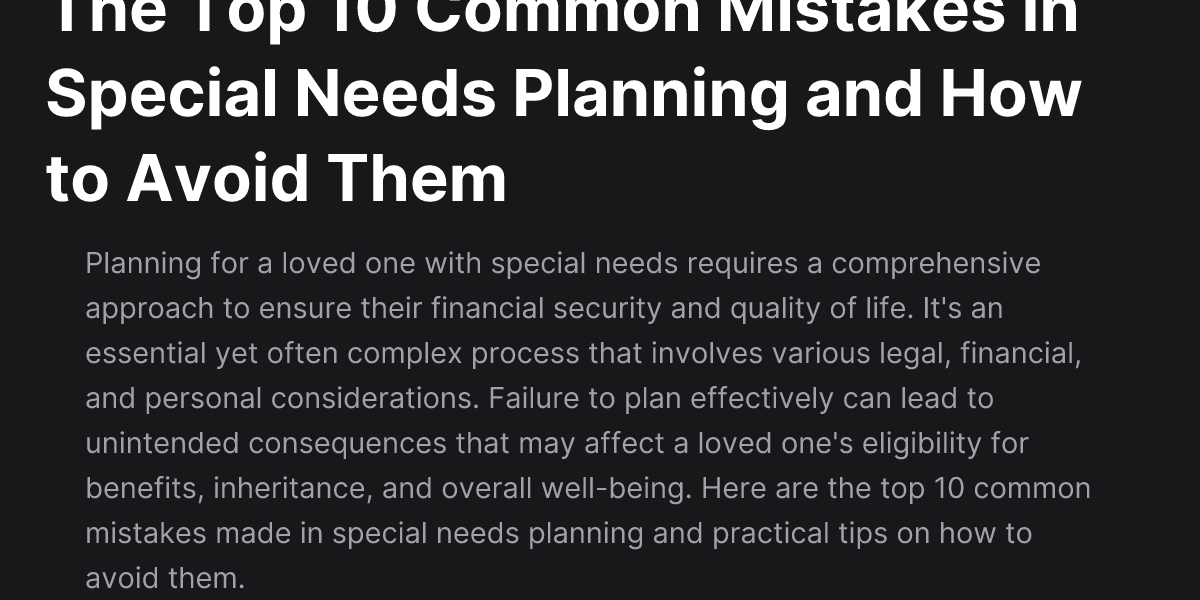 The Top 10 Common Mistakes in
Special Needs Planning and How
to Avoid Them
Planning for a loved one with special needs requires a comprehensive
approach to ensure their financial security and quality of life. It's an
essential yet often complex process that involves various legal, financial,
and personal considerations. Failure to plan effectively can lead to
unintended consequences that may affect a loved one's eligibility for
benefits, inheritance, and overall well-being. Here are the top 10 common
mistakes made in special needs planning and practical tips on how to
avoid them.